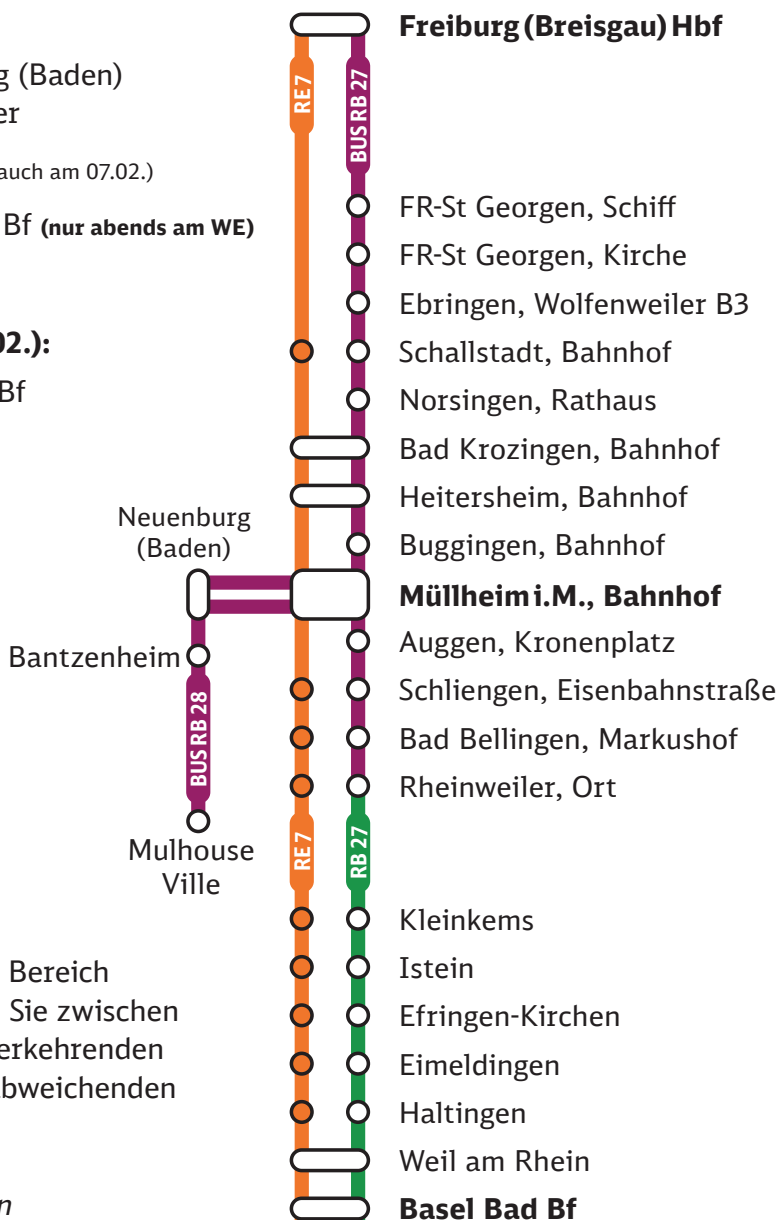 Freiburg (Breisgau) Hbf
g (Baden)
er
auch am 07.02.)
Bf (nur abends am WE)
02.):
Bf
RE 7
BUS RB 27
FR-St Georgen, Schiff
FR-St Georgen, Kirche
Ebringen, Wolfenweiler B3
Schallstadt, Bahnhof
Norsingen, Rathaus
Bad Krozingen, Bahnhof
Heitersheim, Bahnhof
Buggingen, Bahnhof
Neuenburg
(Baden)
Müllheim i.M., Bahnhof
Auggen, Kronenplatz
Bantzenheim
Schliengen, Eisenbahnstraße
BUS RB 28
Bad Bellingen, Markushof
Rheinweiler, Ort
Mulhouse
Ville
RE 7
RB 27
Kleinkems
Istein
Efringen-Kirchen
Eimeldingen
Haltingen
Weil am Rhein
Basel Bad Bf
Bereich
Sie zwischen
erkehrenden
bweichenden
n